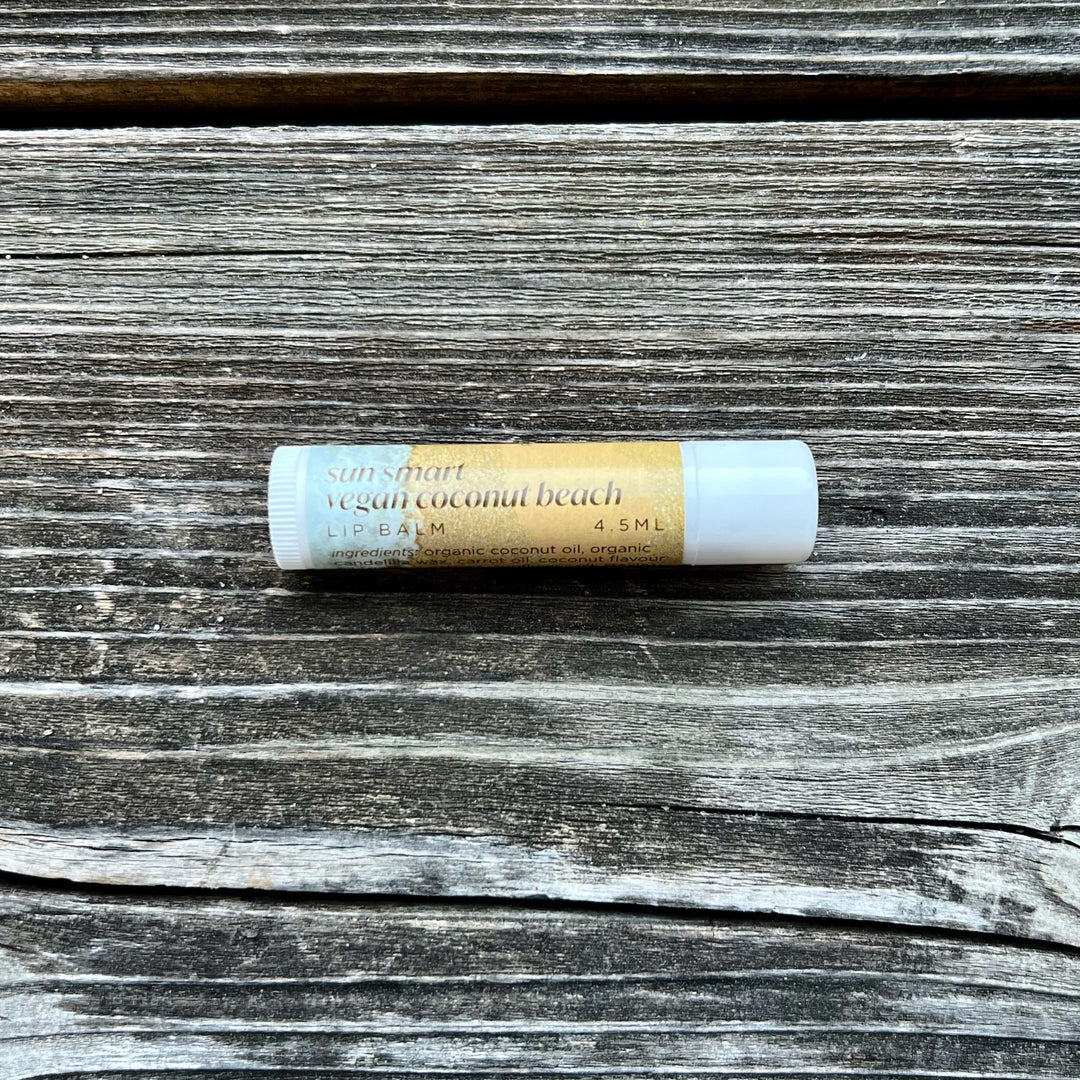 sun smart
vegan coconut beach
LIP BALM 4.5ML
ingredients: organic coconut oil, organic
candelilla wax, carrot oil, coconut flavour